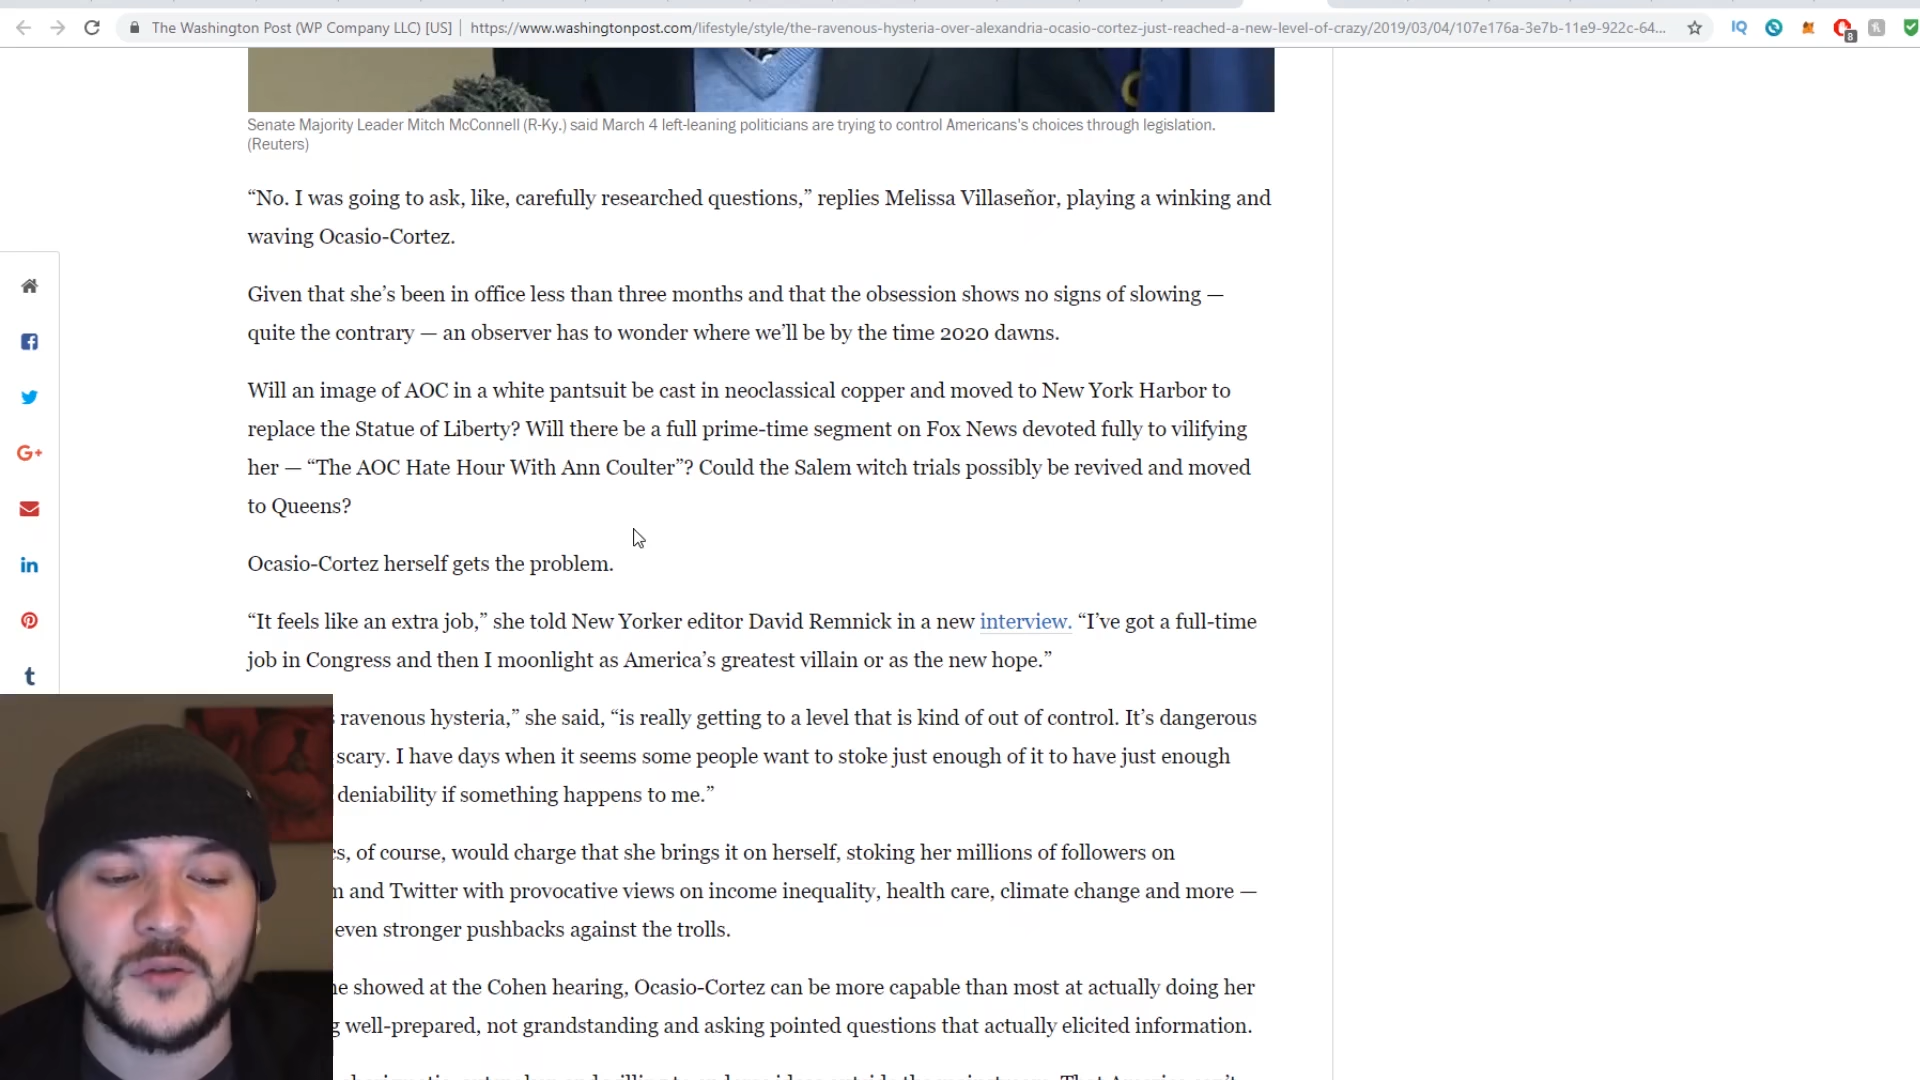 The Washington Post (WP Company LLC) [US] | https://www.washingtonpost.com/lifestyle/style/the-ravenous-hysteria-over-alexandria-ocasio-cortez-just-reached-a-new-level-of-crazy/2019/03/04/107e176a-3e7b-11e9-922c-64...
IQ
8
Senate Majority Leader Mitch McConnell (R-Ky.) said March 4 left-leaning politicians are trying to control Americans's choices through legislation.
(Reuters)
“No. I was going to ask, like, carefully researched questions,” replies Melissa Villaseñor, playing a winking and
waving Ocasio-Cortez.
Given that she’s been in office less than three months and that the obsession shows no signs of slowing —
quite the contrary — an observer has to wonder where we’ll be by the time 2020 dawns.
Will an image of AOC in a white pantsuit be cast in neoclassical copper and moved to New York Harbor to
replace the Statue of Liberty? Will there be a full prime-time segment on Fox News devoted fully to vilifying
her — “The AOC Hate Hour With Ann Coulter”? Could the Salem witch trials possibly be revived and moved
to Queens?
Ocasio-Cortez herself gets the problem.
“It feels like an extra job,” she told New Yorker editor David Remnick in a new interview. “I’ve got a full-time
job in Congress and then I moonlight as America’s greatest villain or as the new hope.”
ravenous hysteria,” she said, “is really getting to a level that is kind of out of control. It’s dangerous
scary. I have days when it seems some people want to stoke just enough of it to have just enough
deniability if something happens to me.”
of course, would charge that she brings it on herself, stoking her millions of followers on
and Twitter with provocative views on income inequality, health care, climate change and more —
even stronger pushbacks against the trolls.
showed at the Cohen hearing, Ocasio-Cortez can be more capable than most at actually doing her
well-prepared, not grandstanding and asking pointed questions that actually elicited information.